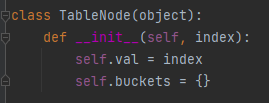 class TableNode(object):
    def __init__(self, index):
        self.val = index
        self.buckets = {}